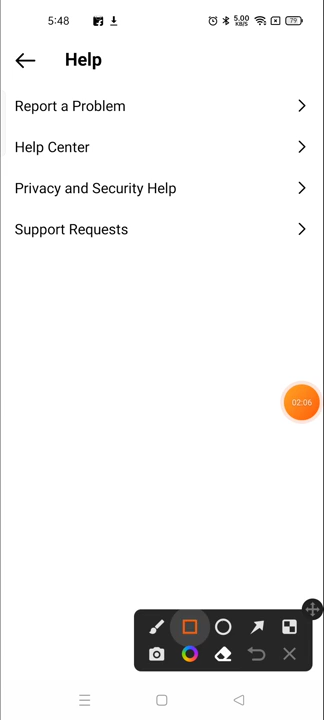 5:48
5.00
KB/S
79
Help
Report a Problem
Help Center
Privacy and Security Help
Support Requests
02:06